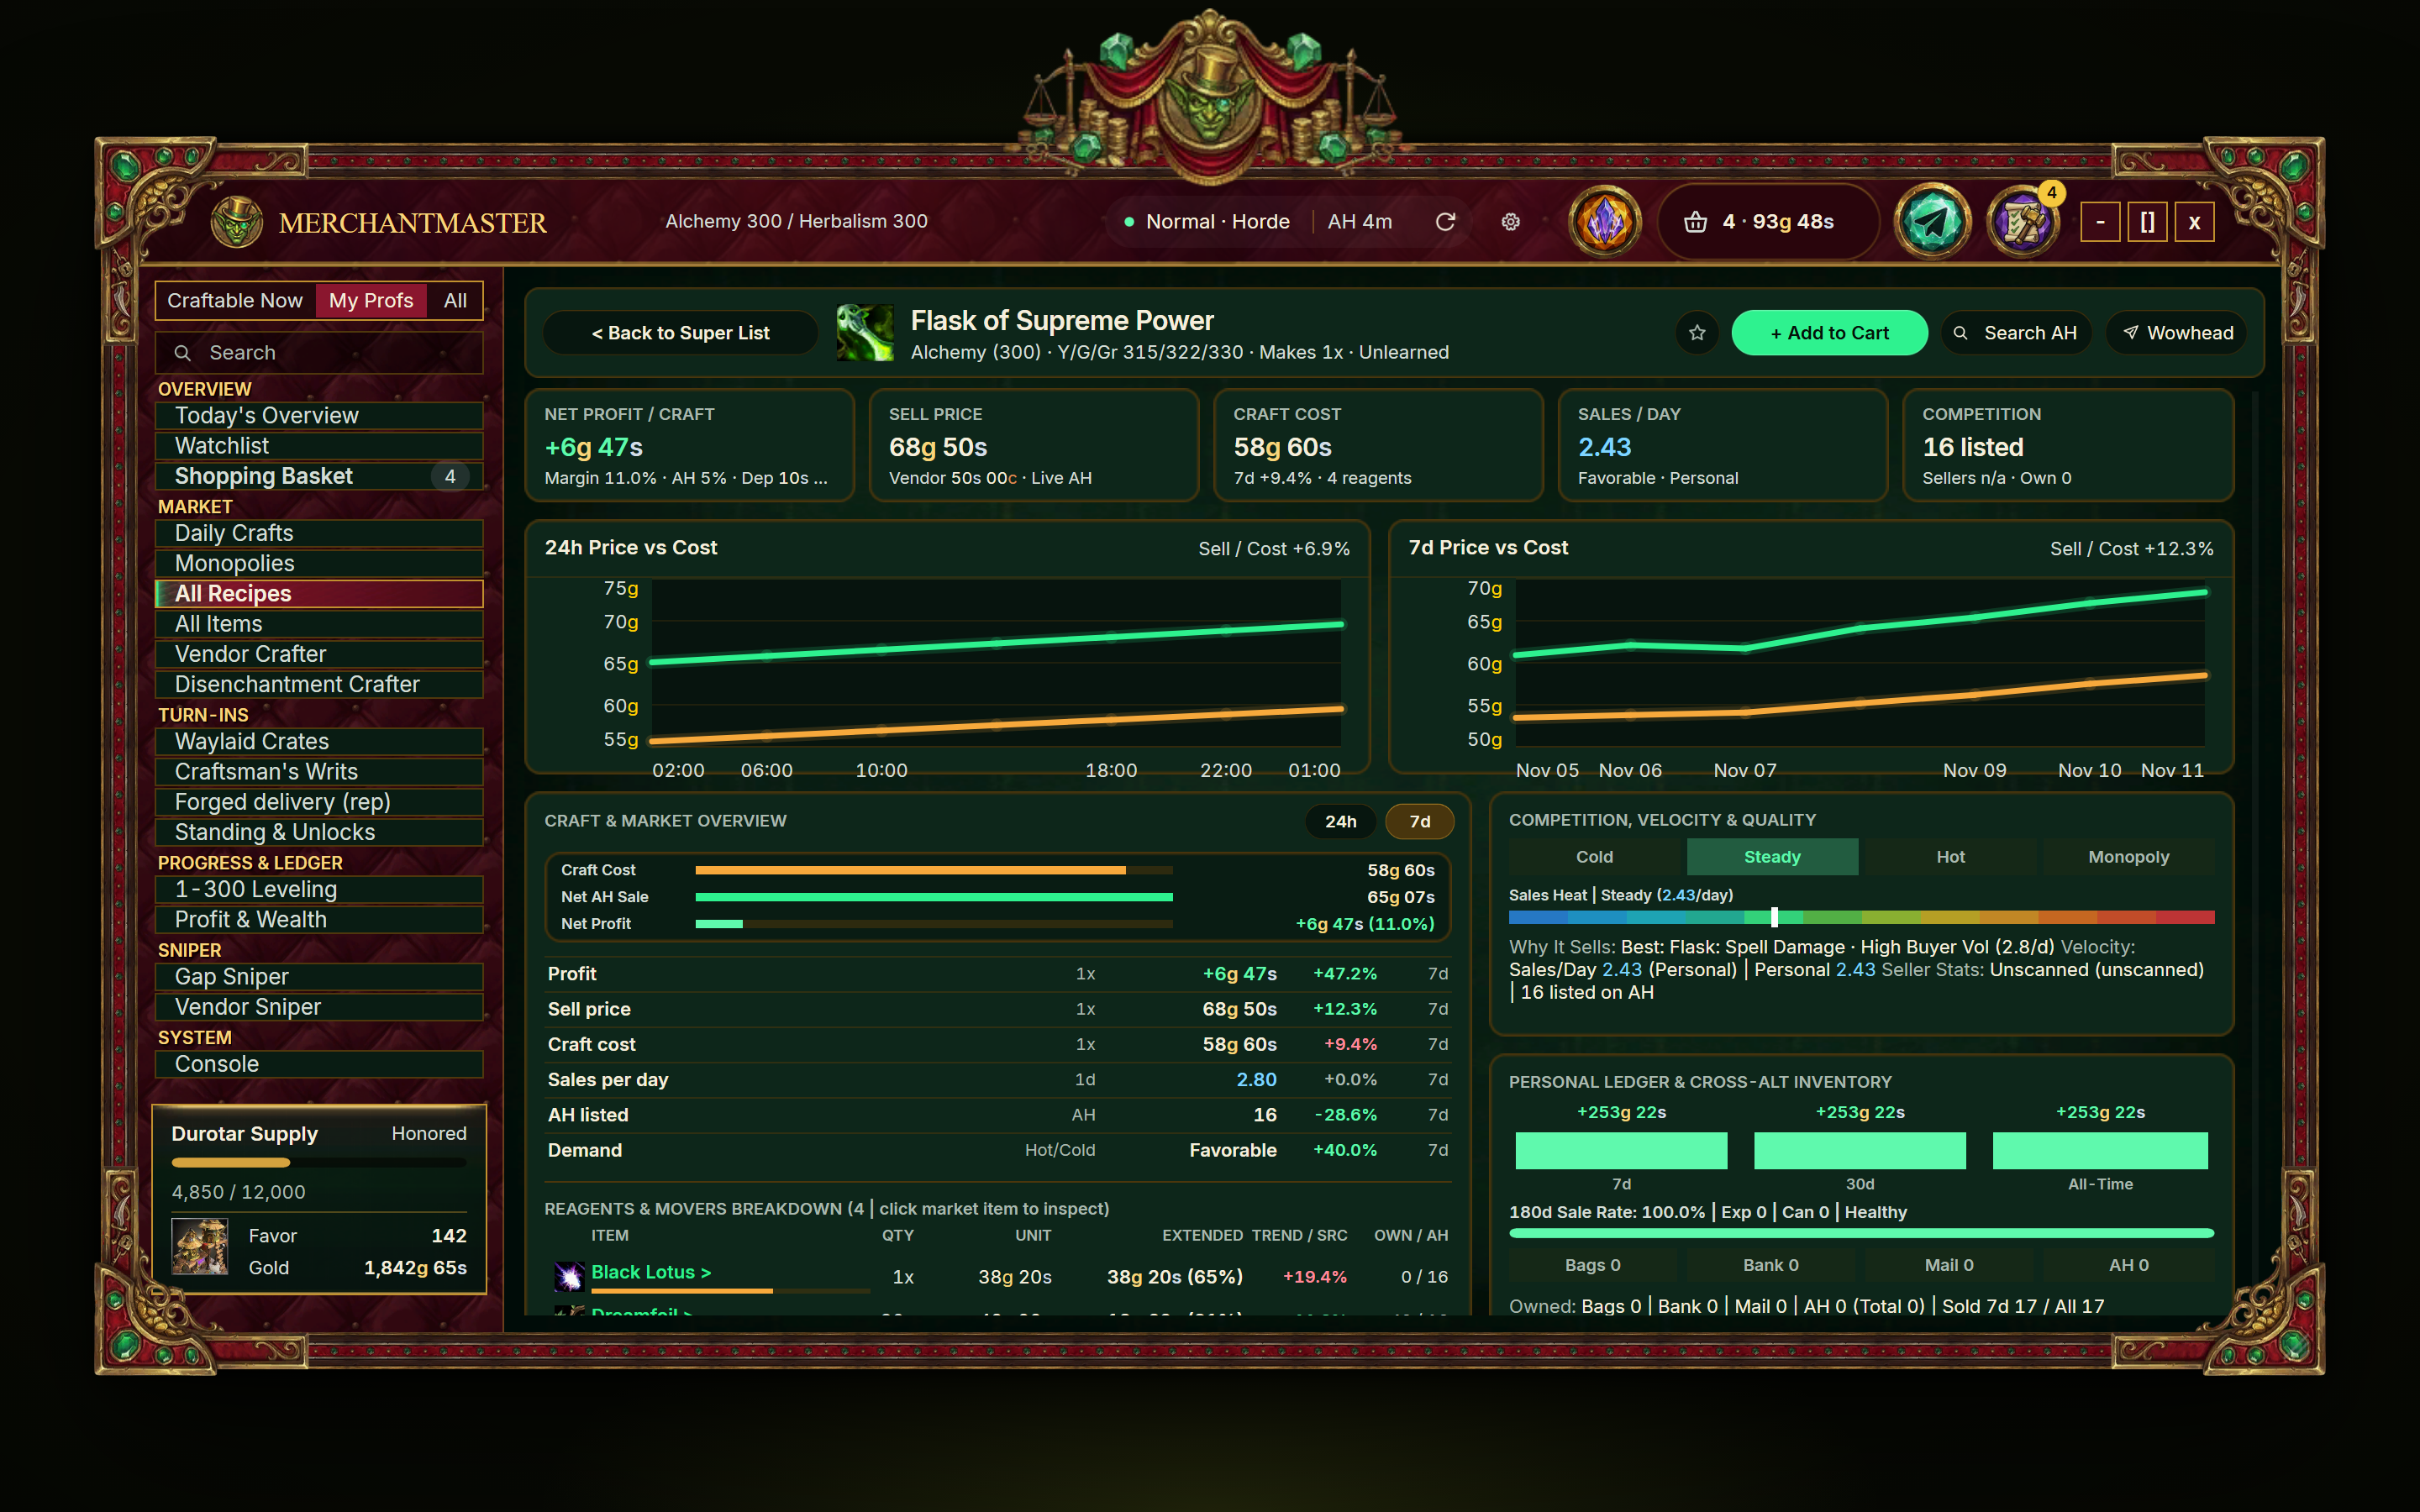 MERCHANTMASTER
Alchemy 300 / Herbalism 300
Normal · Horde
AH 4m
4 · 93g 48s
4
-
[]
x
Craftable Now
My Profs
All
Search
OVERVIEW
Today's Overview
Watchlist
Shopping Basket
4
MARKET
Daily Crafts
Monopolies
All Recipes
All Items
Vendor Crafter
Disenchantment Crafter
TURN-INS
Waylaid Crates
Craftsman's Writs
Forged delivery (rep)
Standing & Unlocks
PROGRESS & LEDGER
1-300 Leveling
Profit & Wealth
SNIPER
Gap Sniper
Vendor Sniper
SYSTEM
Console
Durotar Supply Honored
4,850 / 12,000
Favor 142
Gold 1,842g 65s
< Back to Super List
Flask of Supreme Power
Alchemy (300) · Y/G/Gr 315/322/330 · Makes 1x · Unlearned
+ Add to Cart
Search AH
Wowhead
NET PROFIT / CRAFT
+6g 47s
Margin 11.0% · AH 5% · Dep 10s ...
SELL PRICE
68g 50s
Vendor 50s 00c · Live AH
CRAFT COST
58g 60s
7d +9.4% · 4 reagents
SALES / DAY
2.43
Favorable · Personal
COMPETITION
16 listed
Sellers n/a · Own 0
24h Price vs Cost
Sell / Cost +6.9%
75g
70g
65g
60g
55g
02:00 06:00 10:00 18:00 22:00 01:00
7d Price vs Cost
Sell / Cost +12.3%
70g
65g
60g
55g
50g
Nov 05 Nov 06 Nov 07 Nov 09 Nov 10 Nov 11
CRAFT & MARKET OVERVIEW
24h
7d
Craft Cost 58g 60s
Net AH Sale 65g 07s
Net Profit +6g 47s (11.0%)
Profit 1x +6g 47s +47.2% 7d
Sell price 1x 68g 50s +12.3% 7d
Craft cost 1x 58g 60s +9.4% 7d
Sales per day 1d 2.80 +0.0% 7d
AH listed AH 16 -28.6% 7d
Demand Hot/Cold Favorable +40.0% 7d
REAGENTS & MOVERS BREAKDOWN (4 | click market item to inspect)
ITEM QTY UNIT EXTENDED TREND / SRC OWN / AH
Black Lotus > 1x 38g 20s 38g 20s (65%) +19.4% 0 / 16
Dreamfoil >
COMPETITION, VELOCITY & QUALITY
Cold
Steady
Hot
Monopoly
Sales Heat | Steady (2.43/day)
Why It Sells: Best: Flask: Spell Damage · High Buyer Vol (2.8/d) Velocity:
Sales/Day 2.43 (Personal) | Personal 2.43 Seller Stats: Unscanned (unscanned)
| 16 listed on AH
PERSONAL LEDGER & CROSS-ALT INVENTORY
+253g 22s +253g 22s +253g 22s
7d 30d All-Time
180d Sale Rate: 100.0% | Exp 0 | Can 0 | Healthy
Bags 0 Bank 0 Mail 0 AH 0
Owned: Bags 0 | Bank 0 | Mail 0 | AH 0 (Total 0) | Sold 7d 17 / All 17